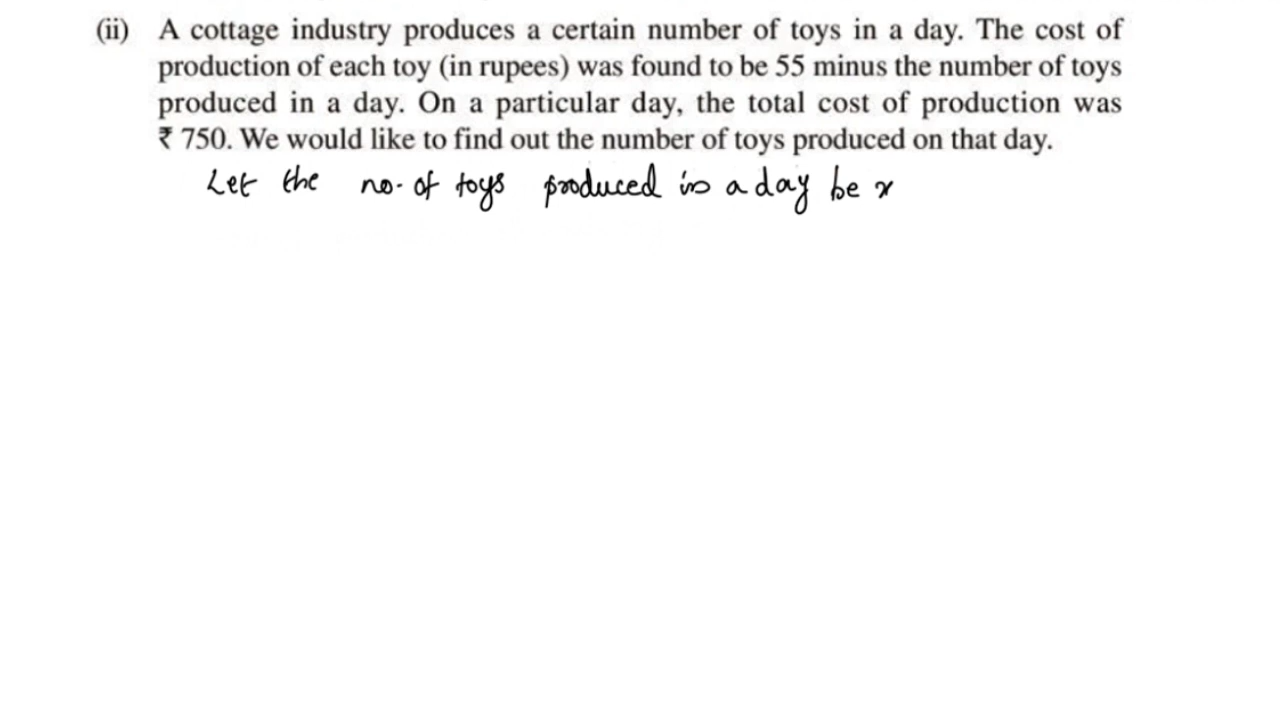 (ii) A cottage industry produces a certain number of toys in a day. The cost of
production of each toy (in rupees) was found to be 55 minus the number of toys
produced in a day. On a particular day, the total cost of production was
₹ 750. We would like to find out the number of toys produced on that day.
Let the no. of toys produced in a day be x